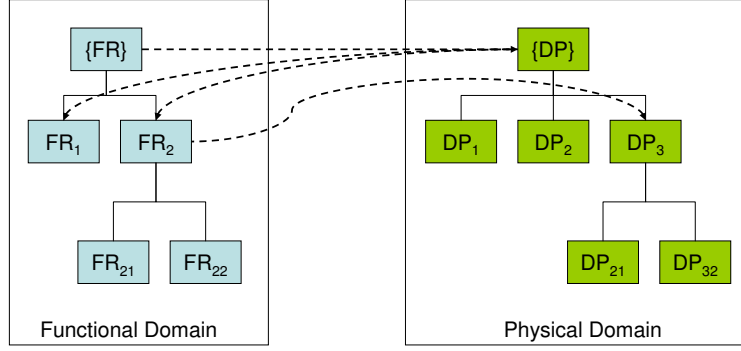 {FR}
{DP}
FR₁
FR₂
DP₁
DP₂
DP₃
FR₂₁
FR₂₂
DP₂₁
DP₃₂
Functional Domain
Physical Domain